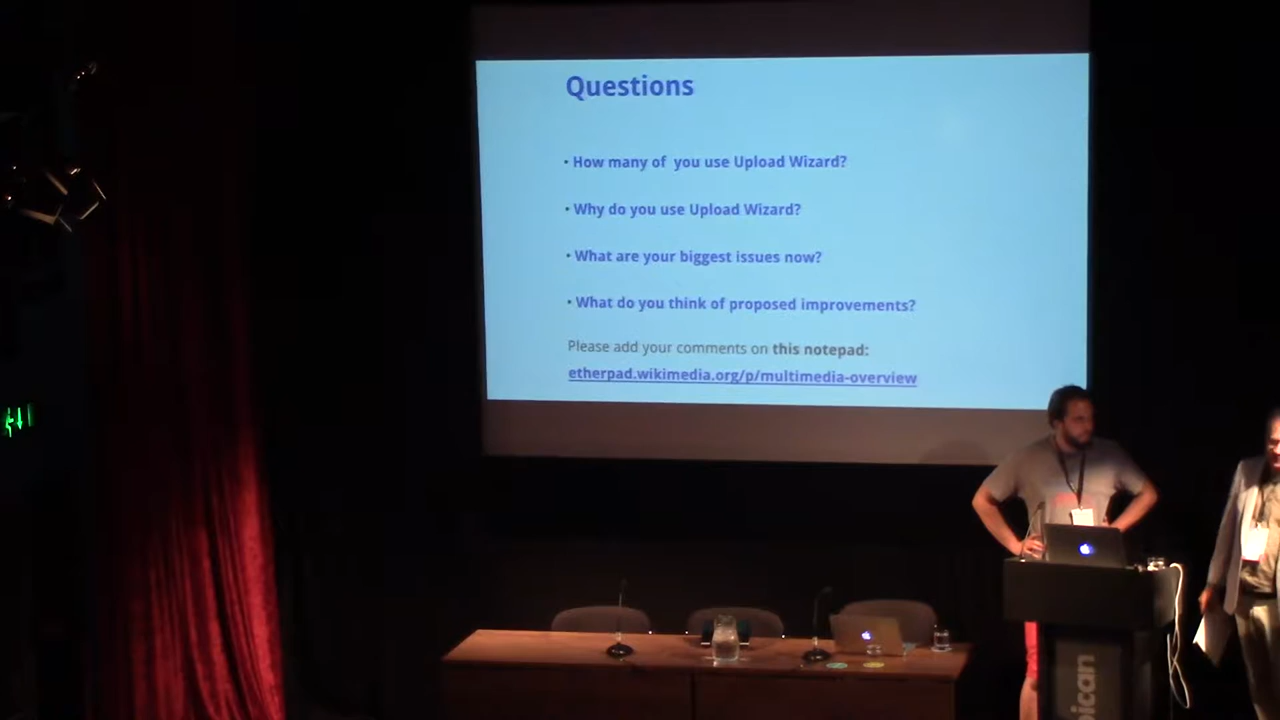 Questions
• How many of you use Upload Wizard?
• Why do you use Upload Wizard?
• What are your biggest issues now?
• What do you think of proposed improvements?
Please add your comments on this notepad:
etherpad.wikimedia.org/p/multimedia-overview
bican